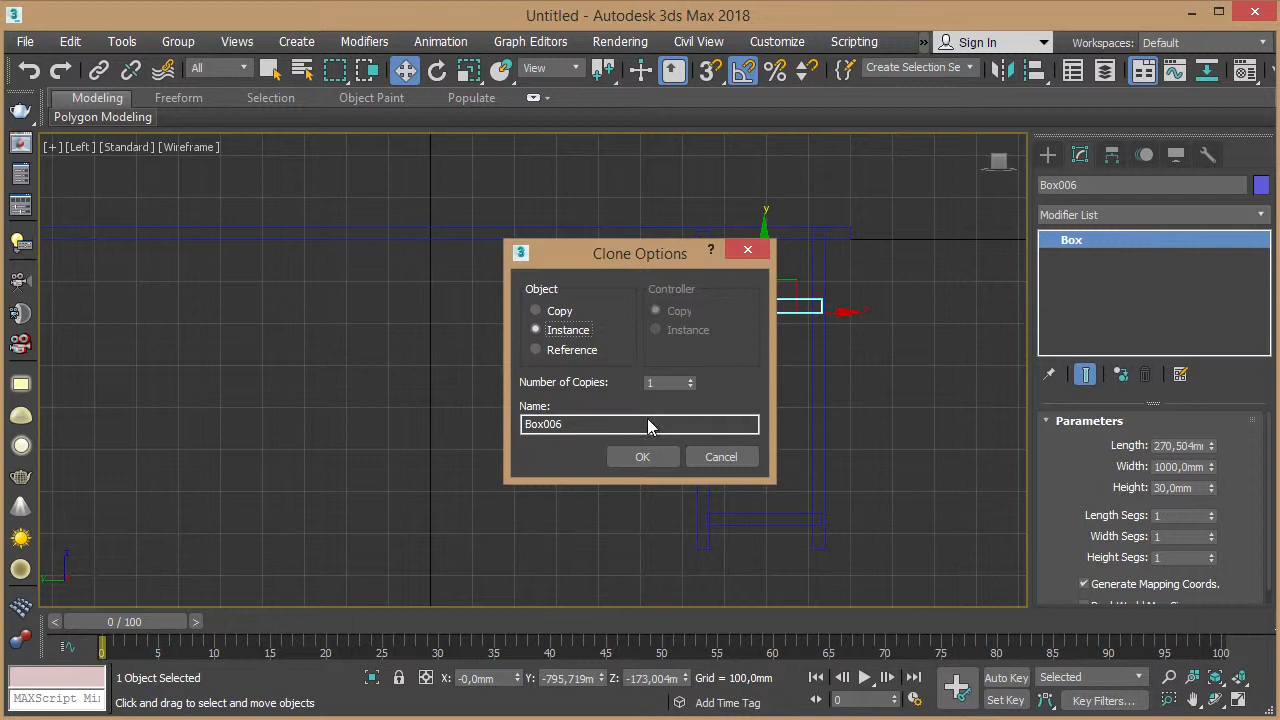 Untitled - Autodesk 3ds Max 2018
File Edit Tools Group Views Create Modifiers Animation Graph Editors Rendering Civil View Customize Scripting » Sign In Workspaces: Default
All View 3 Create Selection Se
Modeling Freeform Selection Object Paint Populate
Polygon Modeling
[+] [Left] [Standard] [Wireframe]
Box006
Modifier List
Box
y
Clone Options
?
Object
Copy
Instance
Reference
Controller
Copy
Instance
Number of Copies: 1
Name:
Box006
OK Cancel
Parameters
Length: 270,504m
Width: 1000,0mm
Height: 30,0mm
Length Segs: 1
Width Segs: 1
Height Segs: 1
Generate Mapping Coords.
< 0 / 100 >
0 5 10 15 20 25 30 35 40 45 50 55 60 65 70 75 80 85 90 95 100
1 Object Selected
X: -0,0mm Y: -795,719m Z: -173,004m Grid = 100,0mm
Auto Key Selected
MAXScript Min
Click and drag to select and move objects
Add Time Tag
0
Set Key Key Filters...